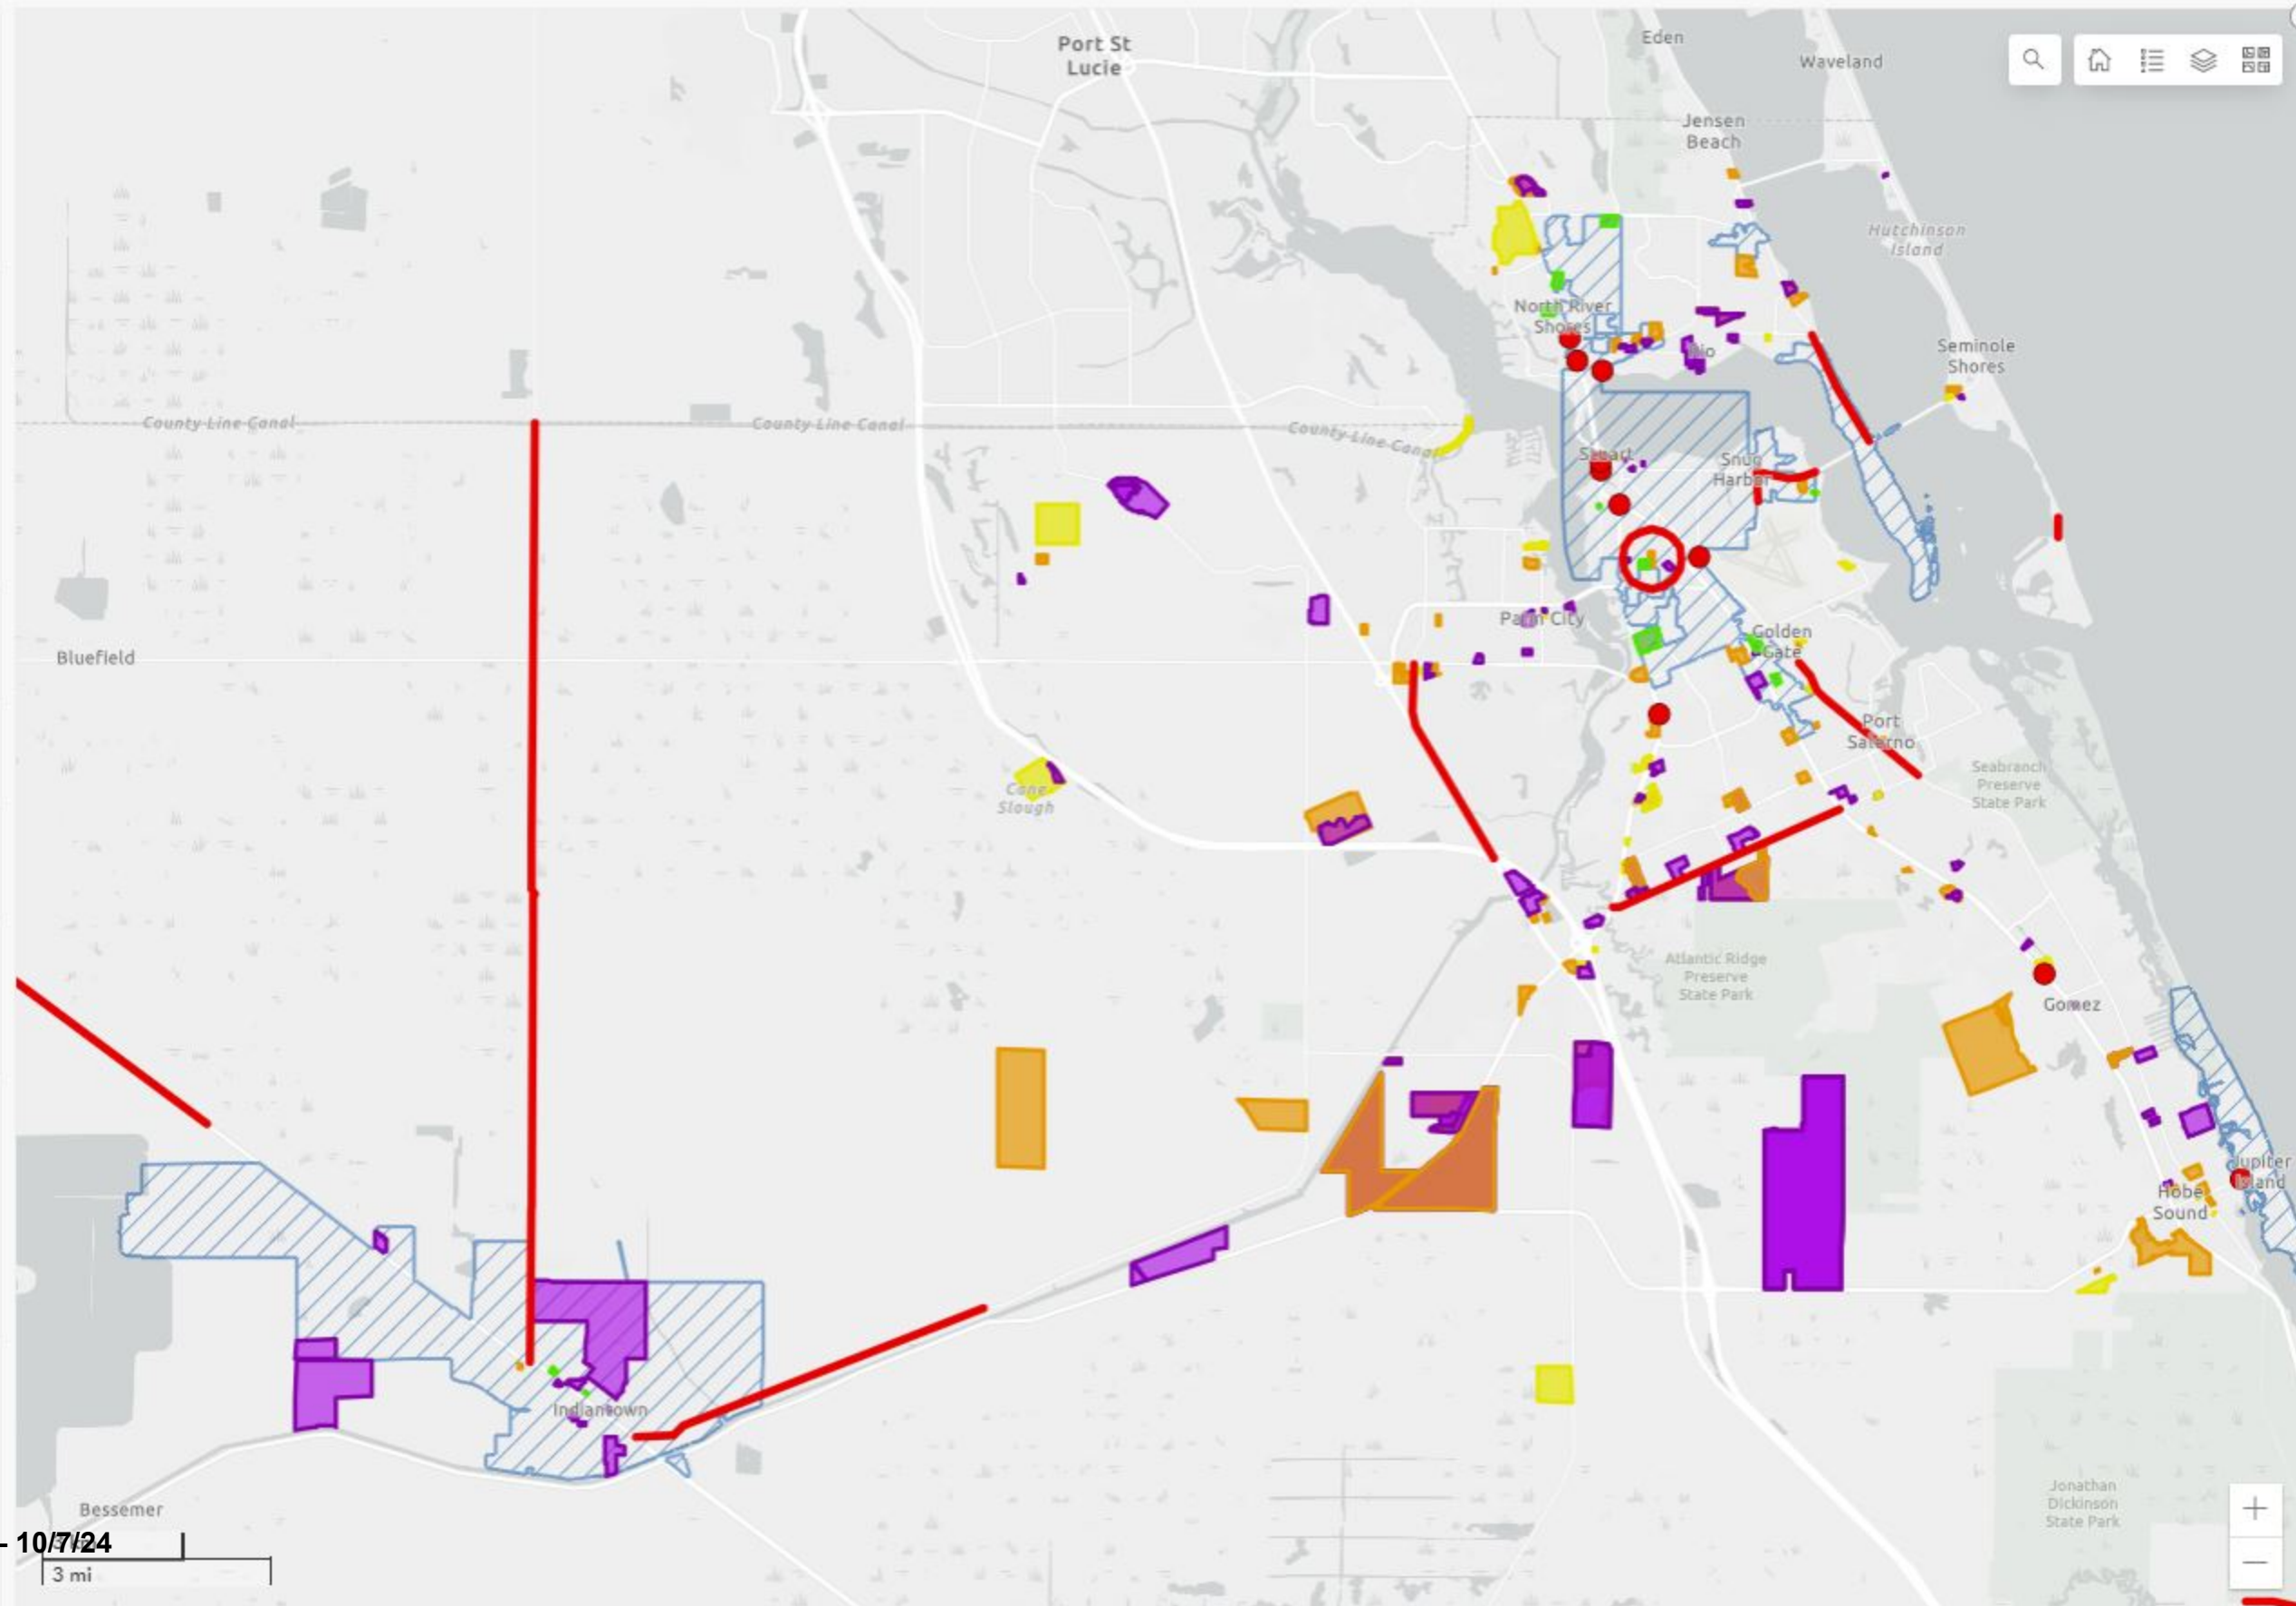 Eden
Port St
Lucie
Waveland
Jensen
Beach
Hutchinson
Island
North River
Shores
Rio
Seminole
Shores
County Line Canal
County Line Canal
County Line Canal
Stuart
Snug
Harbor
Palm City
Golden
Gate
Bluefield
Port
Salerno
Seabranch
Preserve
State Park
Cane
Slough
Atlantic Ridge
Preserve
State Park
Gomez
Jupiter
Island
Hobe
Sound
Indiantown
Jonathan
Dickinson
State Park
Bessemer
- 10/7/24
3 mi